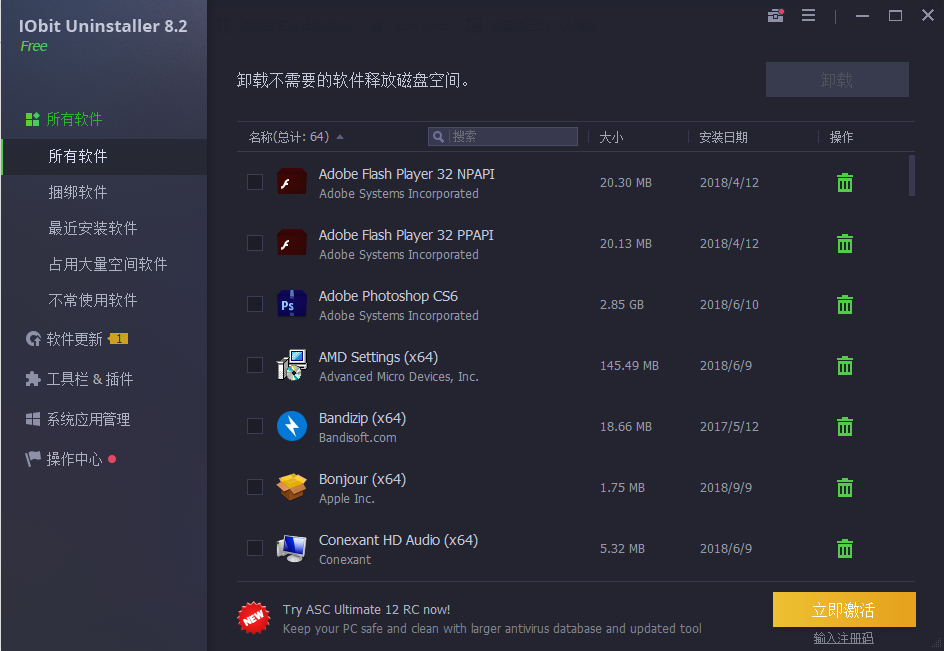 IObit Uninstaller 8.2
Free
所有软件
所有软件
捆绑软件
最近安装软件
占用大量空间软件
不常使用软件
软件更新 1
工具栏 & 插件
系统应用管理
操作中心
卸载不需要的软件释放磁盘空间。
卸载
名称(总计: 64) 搜索 大小 安装日期 操作
Adobe Flash Player 32 NPAPI
Adobe Systems Incorporated
20.30 MB 2018/4/12
Adobe Flash Player 32 PPAPI
Adobe Systems Incorporated
20.13 MB 2018/4/12
Ps
Adobe Photoshop CS6
Adobe Systems Incorporated
2.85 GB 2018/6/10
AMD Settings (x64)
Advanced Micro Devices, Inc.
145.49 MB 2018/6/9
Bandizip (x64)
Bandisoft.com
18.66 MB 2017/5/12
Bonjour (x64)
Apple Inc.
1.75 MB 2018/9/9
Conexant HD Audio (x64)
Conexant
5.32 MB 2018/6/9
NEW
Try ASC Ultimate 12 RC now!
Keep your PC safe and clean with larger antivirus database and updated tool
立即激活
输入注册码